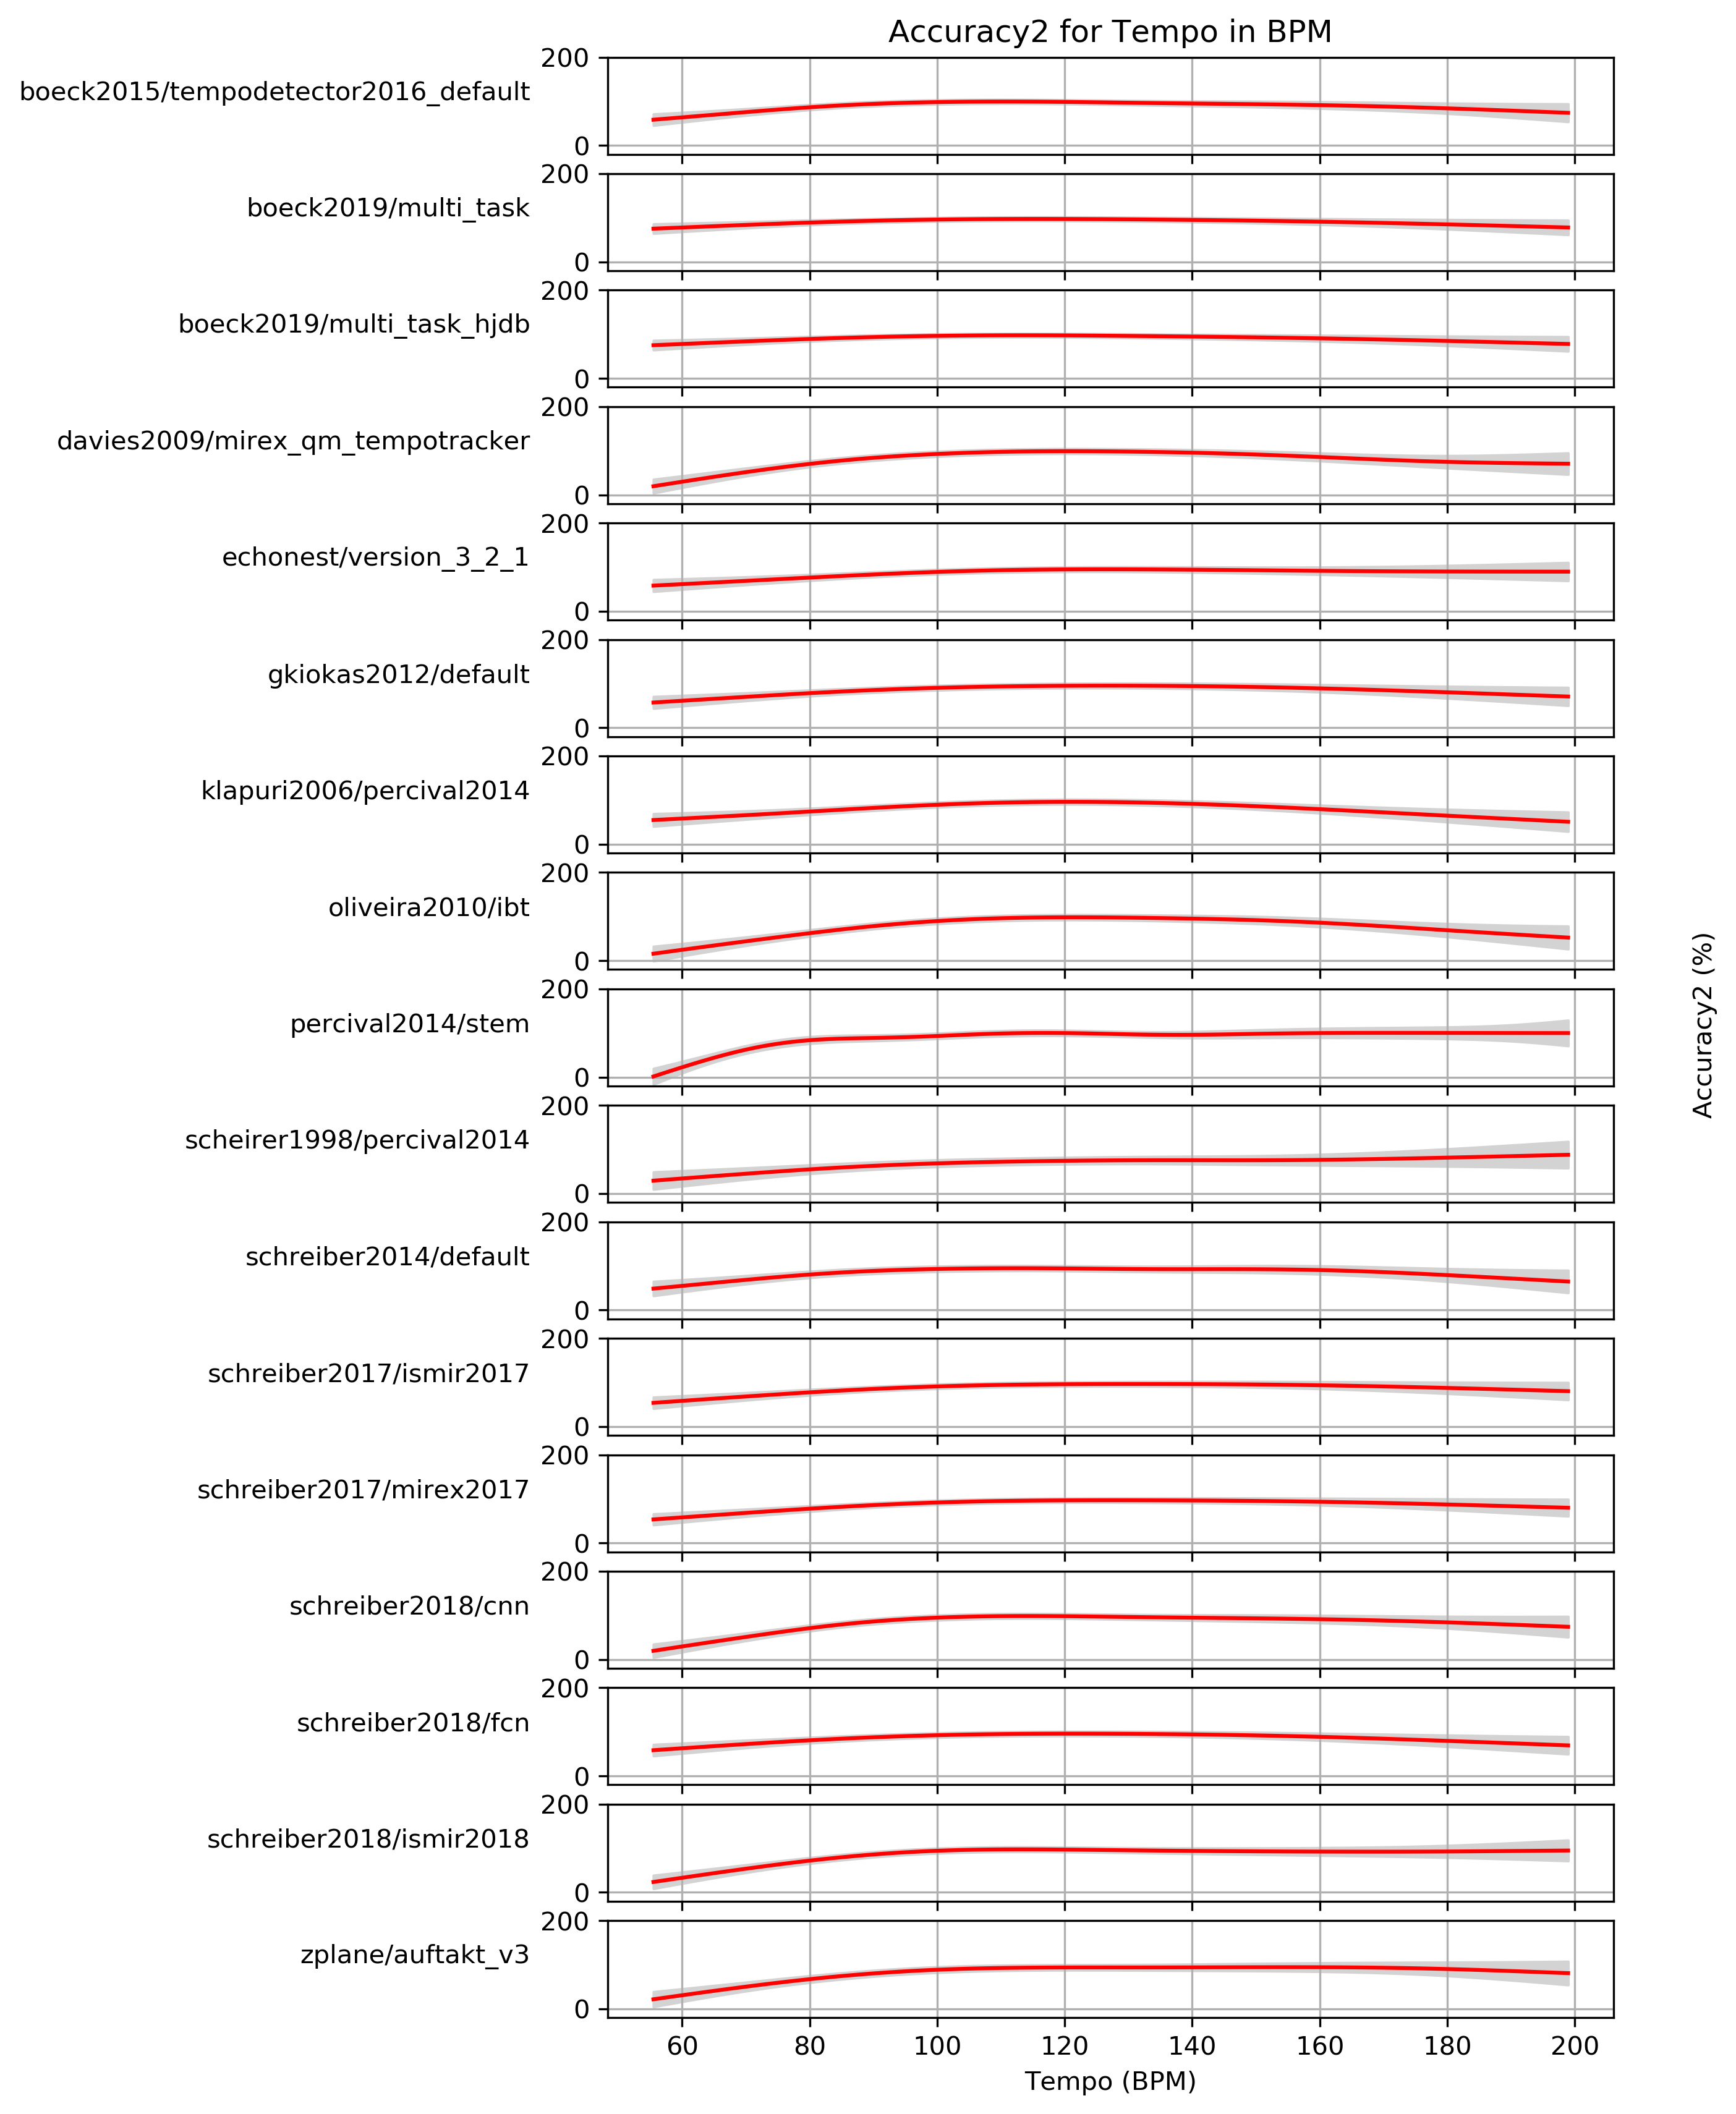 Accuracy2 for Tempo in BPM
200
boeck2015/tempodetector2016_default
0
200
boeck2019/multi_task
0
200
boeck2019/multi_task_hjdb
0
200
davies2009/mirex_qm_tempotracker
0
200
echonest/version_3_2_1
0
200
gkiokas2012/default
0
200
klapuri2006/percival2014
0
200
oliveira2010/ibt
0
200
percival2014/stem
0
200
scheirer1998/percival2014
0
200
schreiber2014/default
0
200
schreiber2017/ismir2017
0
200
schreiber2017/mirex2017
0
200
schreiber2018/cnn
0
200
schreiber2018/fcn
0
200
schreiber2018/ismir2018
0
200
zplane/auftakt_v3
0
60 80 100 120 140 160 180 200
Tempo (BPM)
Accuracy2 (%)